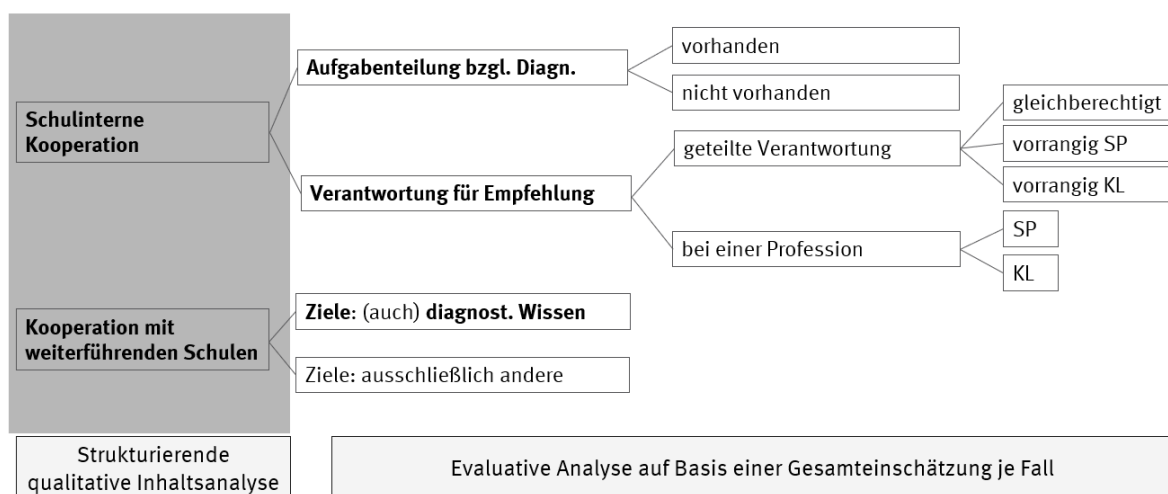 Schulinterne
Kooperation
Aufgabenteilung bzgl. Diagn.
vorhanden
nicht vorhanden
Verantwortung für Empfehlung
geteilte Verantwortung
gleichberechtigt
vorrangig SP
vorrangig KL
bei einer Profession
SP
KL
Kooperation mit
weiterführenden Schulen
Ziele: (auch) diagnost. Wissen
Ziele: ausschließlich andere
Strukturierende
qualitative Inhaltsanalyse
Evaluative Analyse auf Basis einer Gesamteinschätzung je Fall